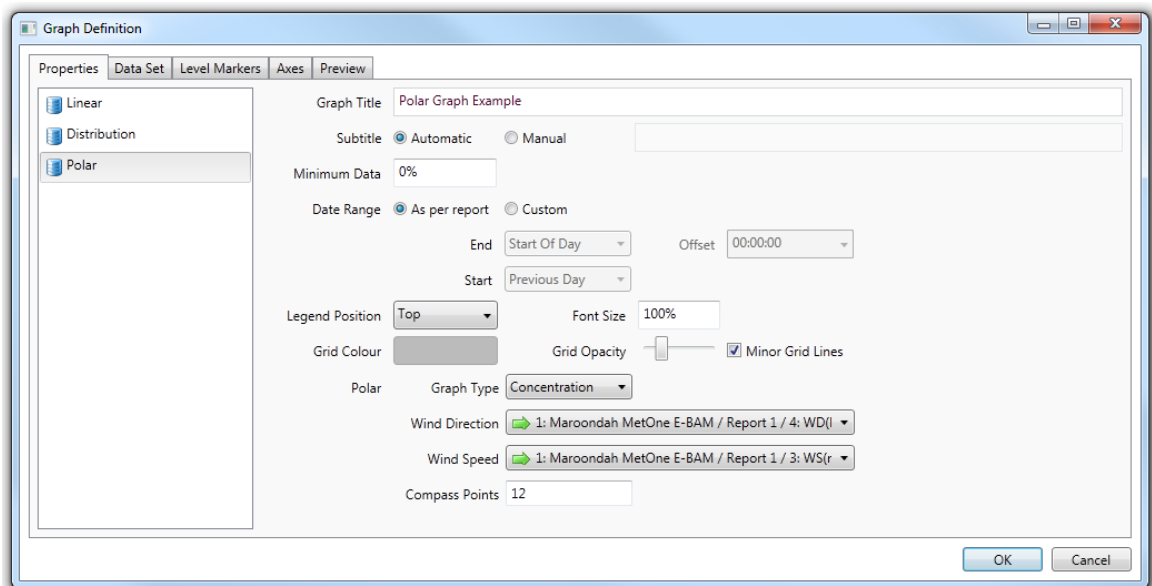 Graph Definition
Properties Data Set Level Markers Axes Preview
Linear
Distribution
Polar
Graph Title Polar Graph Example
Subtitle Automatic Manual
Minimum Data 0%
Date Range As per report Custom
End Start Of Day Offset 00:00:00
Start Previous Day
Legend Position Top Font Size 100%
Grid Colour Grid Opacity Minor Grid Lines
Polar Graph Type Concentration
Wind Direction 1: Maroondah MetOne E-BAM / Report 1 / 4: WD(
Wind Speed 1: Maroondah MetOne E-BAM / Report 1 / 3: WS(r
Compass Points 12
OK Cancel